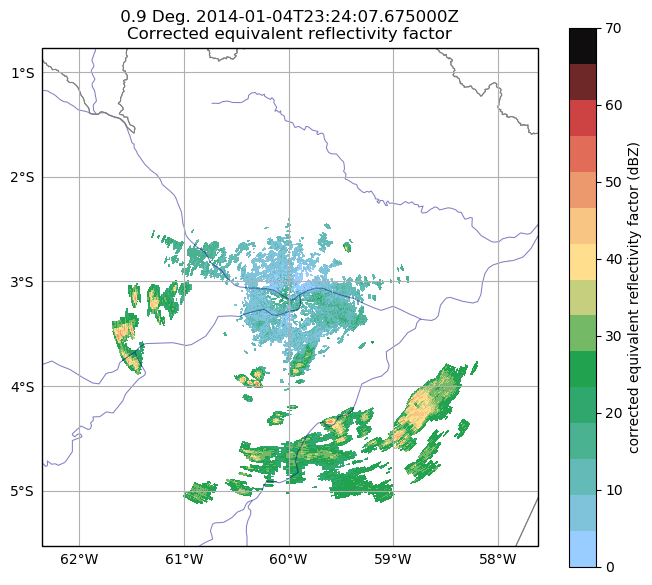 0.9 Deg. 2014-01-04T23:24:07.675000Z
Corrected equivalent reflectivity factor
1°S
2°S
3°S
4°S
5°S
62°W 61°W 60°W 59°W 58°W
70
60
50
40
30
20
10
0
corrected equivalent reflectivity factor (dBZ)